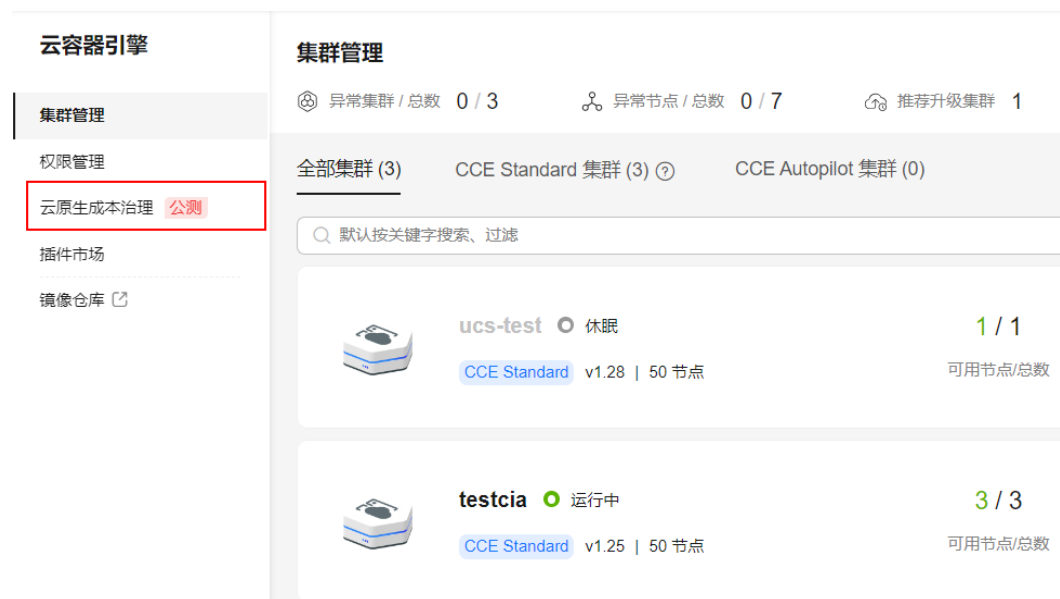 云容器引擎
集群管理
权限管理
云原生成本治理 公测
插件市场
镜像仓库
集群管理
异常集群 / 总数 0 / 3 异常节点 / 总数 0 / 7 推荐升级集群 1
全部集群 (3) CCE Standard 集群 (3) ? CCE Autopilot 集群 (0)
默认按关键字搜索、过滤
ucs-test 休眠 1 / 1
CCE Standard v1.28 | 50 节点 可用节点/总数
testcia 运行中 3 / 3
CCE Standard v1.25 | 50 节点 可用节点/总数